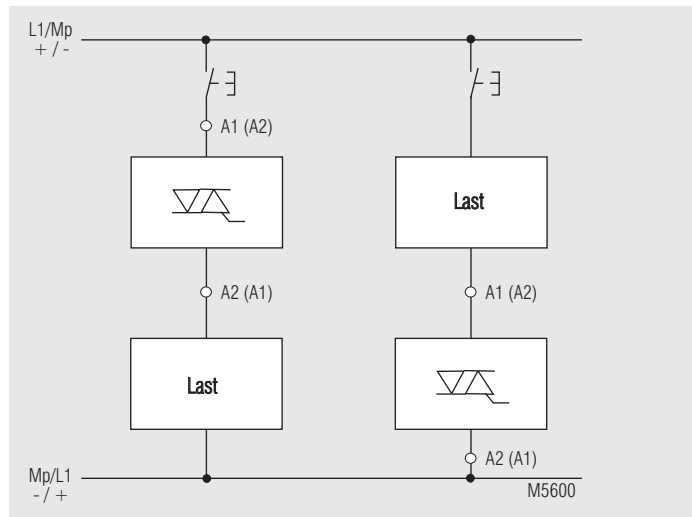 L1/Mp
+ / -
A1 (A2)
Last
A2 (A1)
A1 (A2)
Last
A2 (A1)
Mp/L1
- / +
M5600